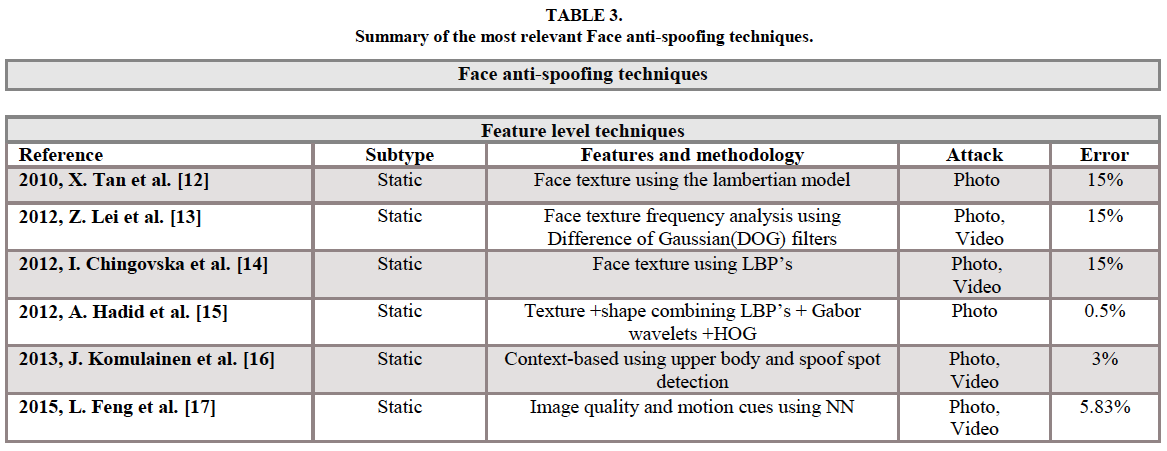 TABLE 3.
Summary of the most relevant Face anti-spoofing techniques.
Face anti-spoofing techniques
Feature level techniques
Reference Subtype Features and methodology Attack Error
2010, X. Tan et al. [12] Static Face texture using the lambertian model Photo 15%
2012, Z. Lei et al. [13] Static Face texture frequency analysis using Photo, 15%
Difference of Gaussian(DOG) filters Video
2012, I. Chingovska et al. [14] Static Face texture using LBP’s Photo, 15%
Video
2012, A. Hadid et al. [15] Static Texture +shape combining LBP’s + Gabor Photo 0.5%
wavelets +HOG
2013, J. Komulainen et al. [16] Static Context-based using upper body and spoof spot Photo, 3%
detection Video
2015, L. Feng et al. [17] Static Image quality and motion cues using NN Photo, 5.83%
Video